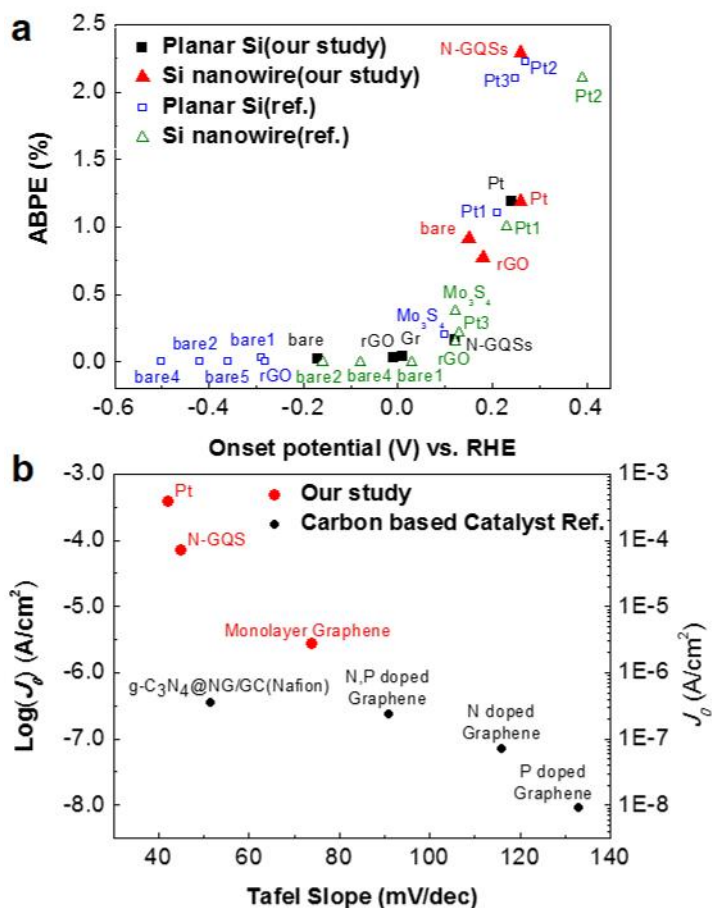 a
Planar Si(our study)
Si nanowire(our study)
Planar Si(ref.)
Si nanowire(ref.)
N-GQSs
Pt3
Pt2
Pt2
Pt
Pt
Pt1
Pt1
bare
rGO
Mo3S4
Mo3S4
Pt3
bare2
bare1
bare
rGO
Gr
N-GQSs
bare4
bare5
rGO
bare2
bare4
bare1
rGO
2.5
2.0
1.5
1.0
0.5
0.0
ABPE (%)
-0.6
-0.4
-0.2
0.0
0.2
0.4
Onset potential (V) vs. RHE
b
-3.0
-4.0
-5.0
-6.0
-7.0
-8.0
Log(J0) (A/cm²)
Pt
Our study
Carbon based Catalyst Ref.
N-GQS
Monolayer Graphene
g-C3N4@NG/GC(Nafion)
N,P doped
Graphene
N doped
Graphene
P doped
Graphene
1E-3
1E-4
1E-5
1E-6
1E-7
1E-8
J0 (A/cm²)
40
60
80
100
120
140
Tafel Slope (mV/dec)